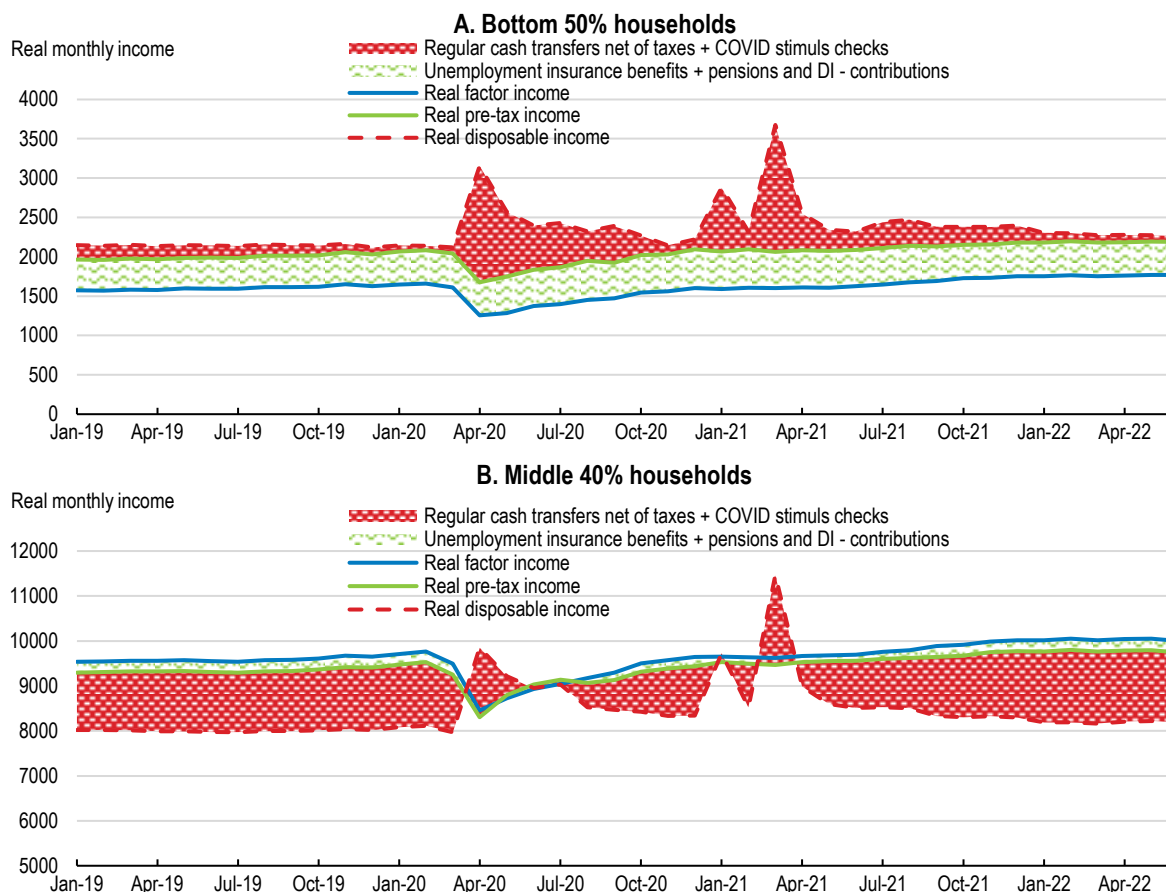 A. Bottom 50% households
Real monthly income
Regular cash transfers net of taxes + COVID stimuls checks
Unemployment insurance benefits + pensions and DI - contributions
Real factor income
Real pre-tax income
Real disposable income
4000
3500
3000
2500
2000
1500
1000
500
0
Jan-19 Apr-19 Jul-19 Oct-19 Jan-20 Apr-20 Jul-20 Oct-20 Jan-21 Apr-21 Jul-21 Oct-21 Jan-22 Apr-22
B. Middle 40% households
Real monthly income
Regular cash transfers net of taxes + COVID stimuls checks
Unemployment insurance benefits + pensions and DI - contributions
Real factor income
Real pre-tax income
Real disposable income
12000
11000
10000
9000
8000
7000
6000
5000
Jan-19 Apr-19 Jul-19 Oct-19 Jan-20 Apr-20 Jul-20 Oct-20 Jan-21 Apr-21 Jul-21 Oct-21 Jan-22 Apr-22